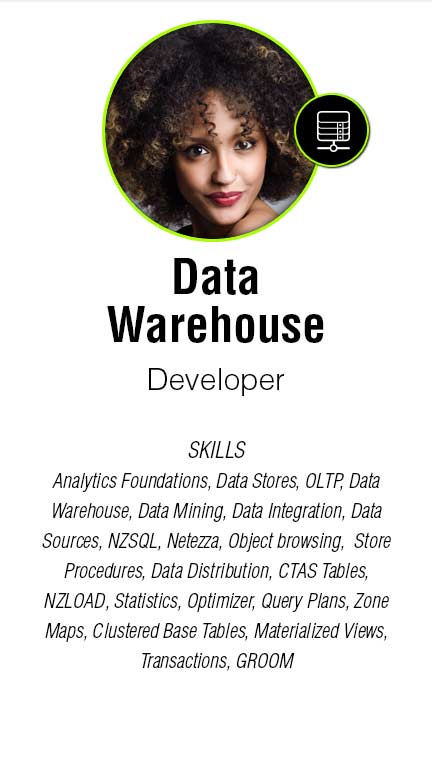 Data
Warehouse
Developer
SKILLS
Analytics Foundations, Data Stores, OLTP, Data
Warehouse, Data Mining, Data Integration, Data
Sources, NZSQL, Netezza, Object browsing,  Store
Procedures, Data Distribution, CTAS Tables,
NZLOAD, Statistics, Optimizer, Query Plans, Zone
Maps, Clustered Base Tables, Materialized Views,
Transactions, GROOM